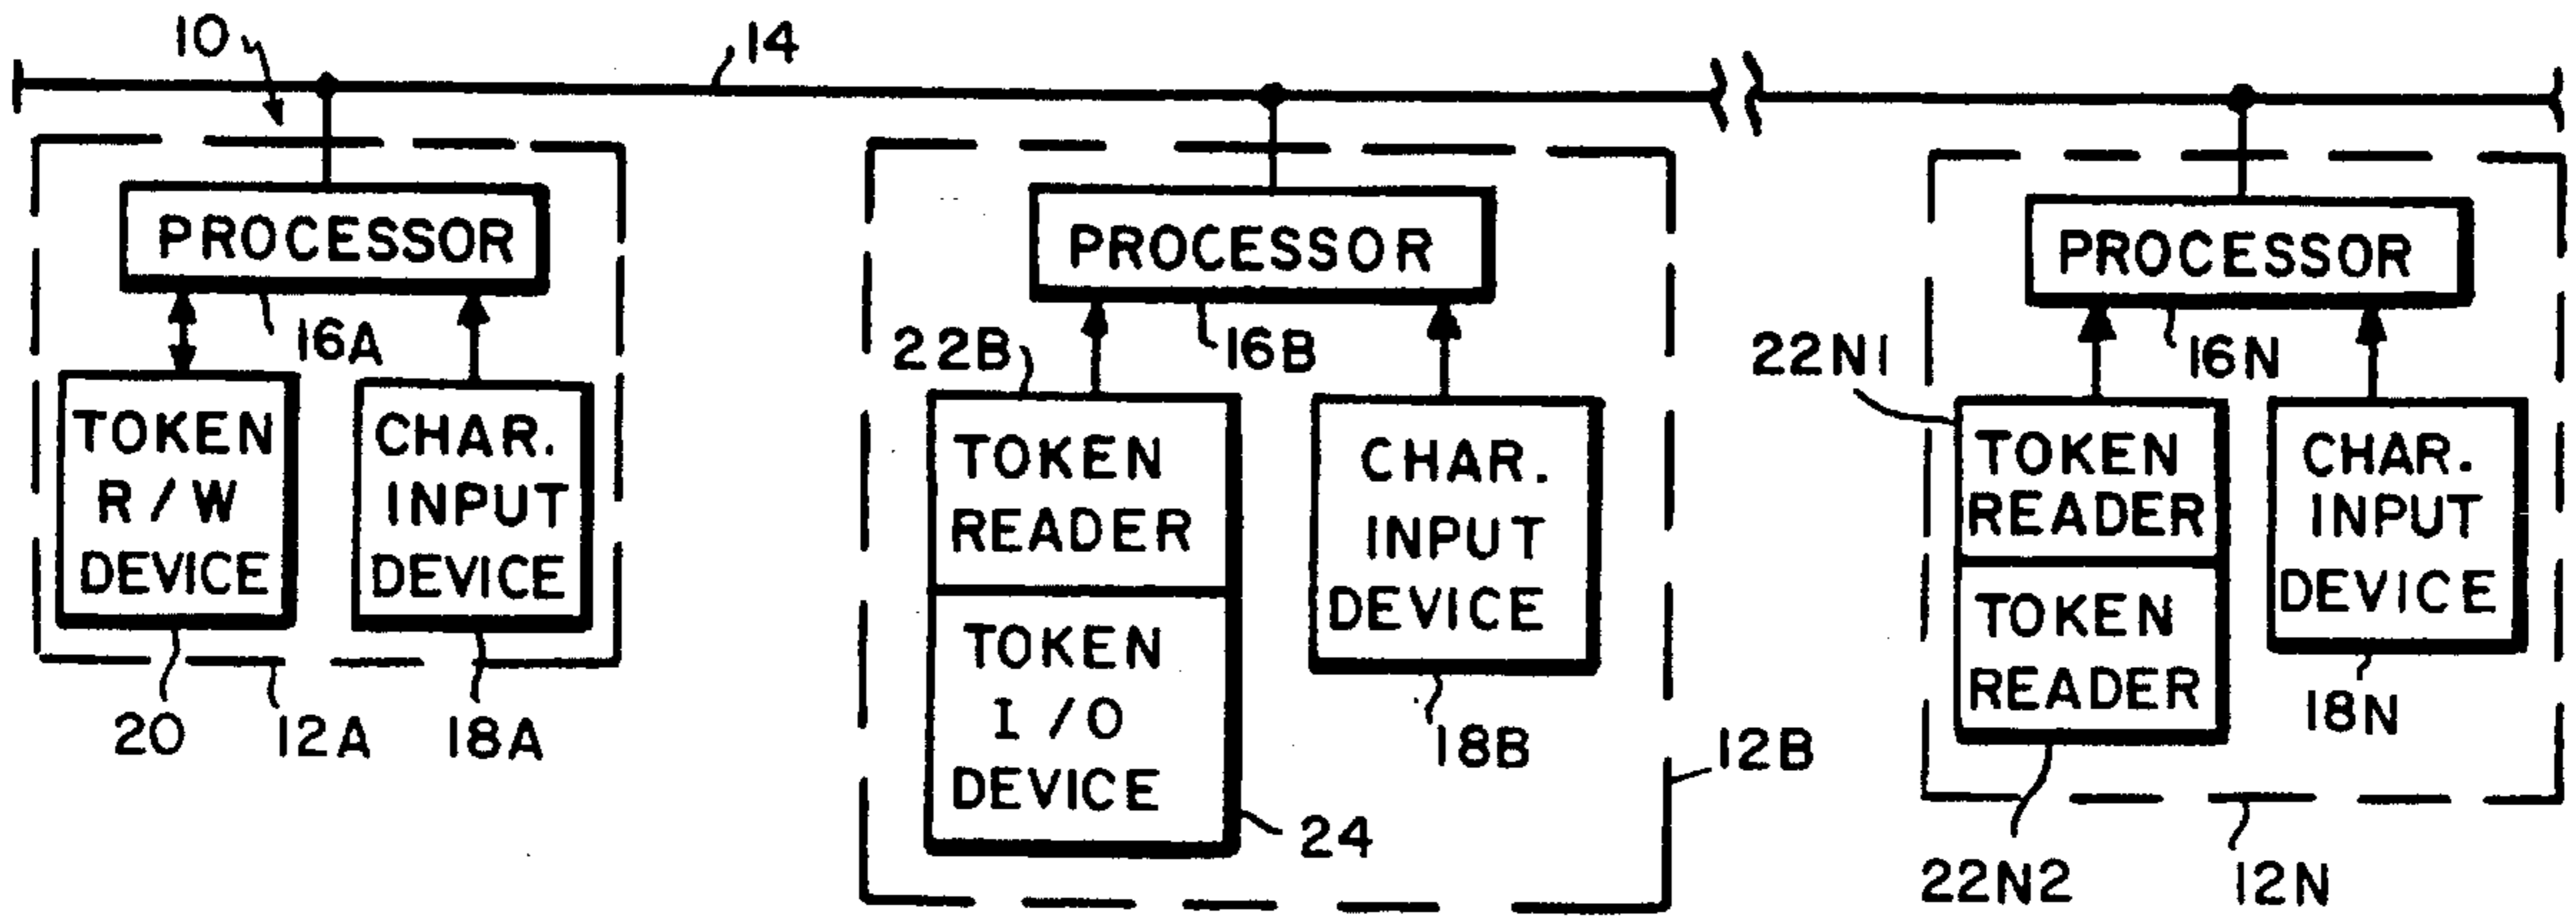 10
14
PROCESSOR
16A
TOKEN
R/W
DEVICE
CHAR.
INPUT
DEVICE
20
12A
18A
PROCESSOR
22B
16B
TOKEN
READER
TOKEN
I/O
DEVICE
CHAR.
INPUT
DEVICE
18B
12B
24
PROCESSOR
22N1
16N
TOKEN
READER
TOKEN
READER
CHAR.
INPUT
DEVICE
18N
22N2
12N